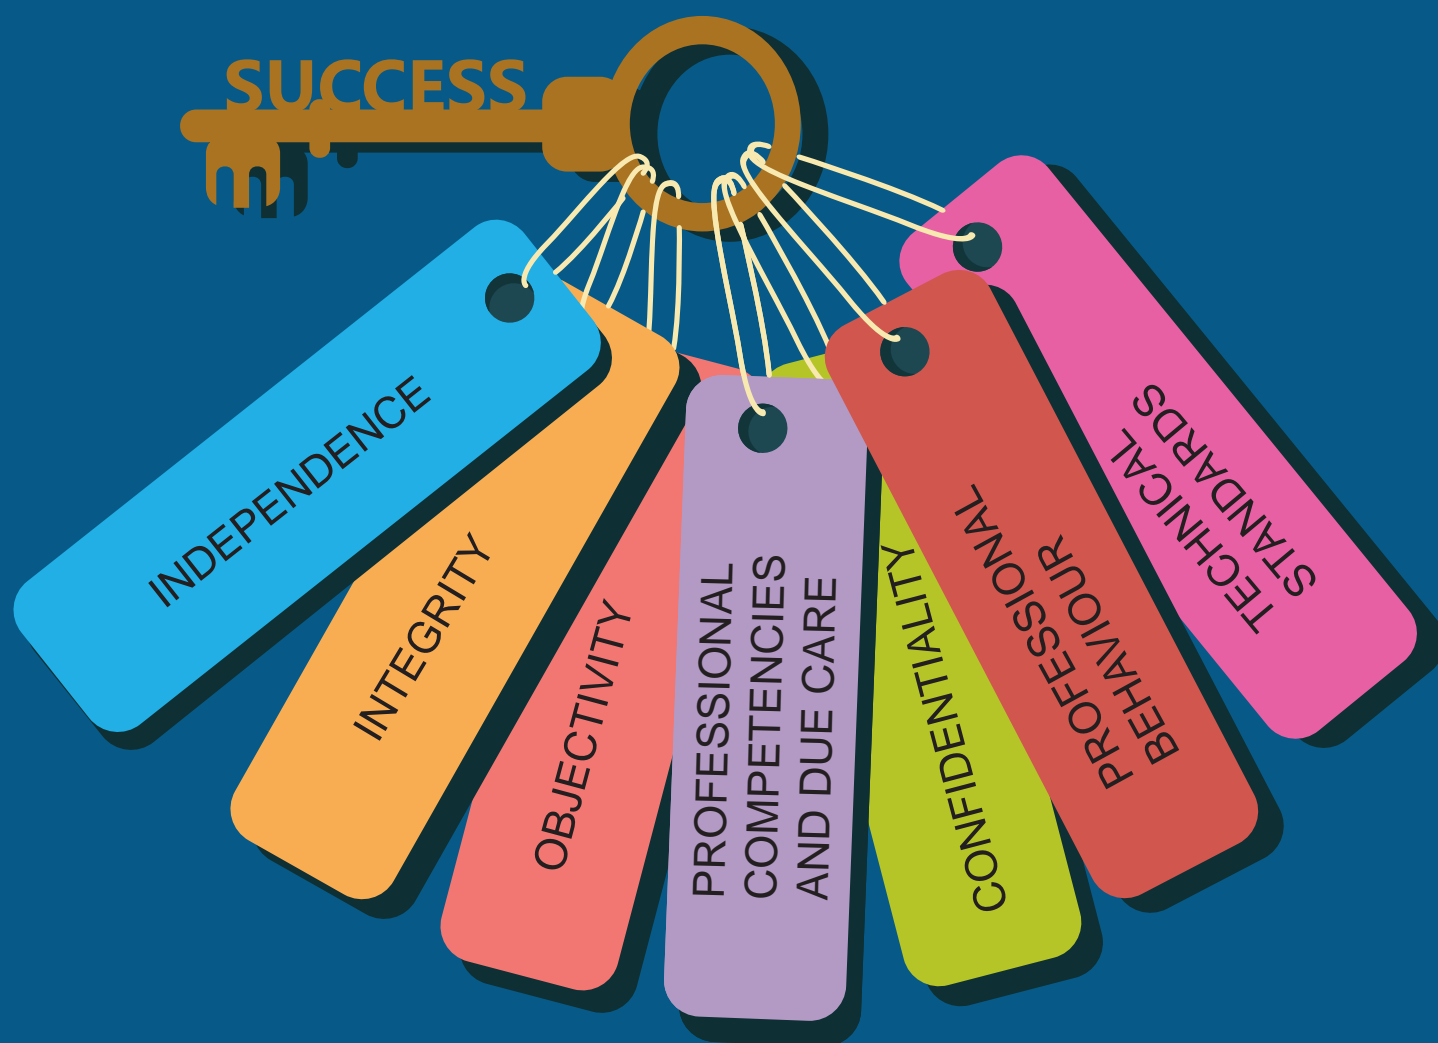 SUCCESS
INDEPENDENCE
INTEGRITY
OBJECTIVITY
PROFESSIONAL
COMPETENCIES
AND DUE CARE
CONFIDENTIALITY
PROFESSIONAL
BEHAVIOUR
TECHNICAL
STANDARDS